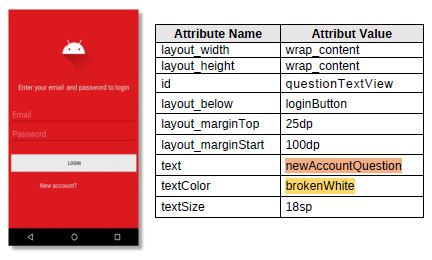 Enter your email and password to login
Email
Password
LOGIN
New account?
Attribute Name Attribut Value
layout_width wrap_content
layout_height wrap_content
id questionTextView
layout_below loginButton
layout_marginTop 25dp
layout_marginStart 100dp
text newAccountQuestion
textColor brokenWhite
textSize 18sp